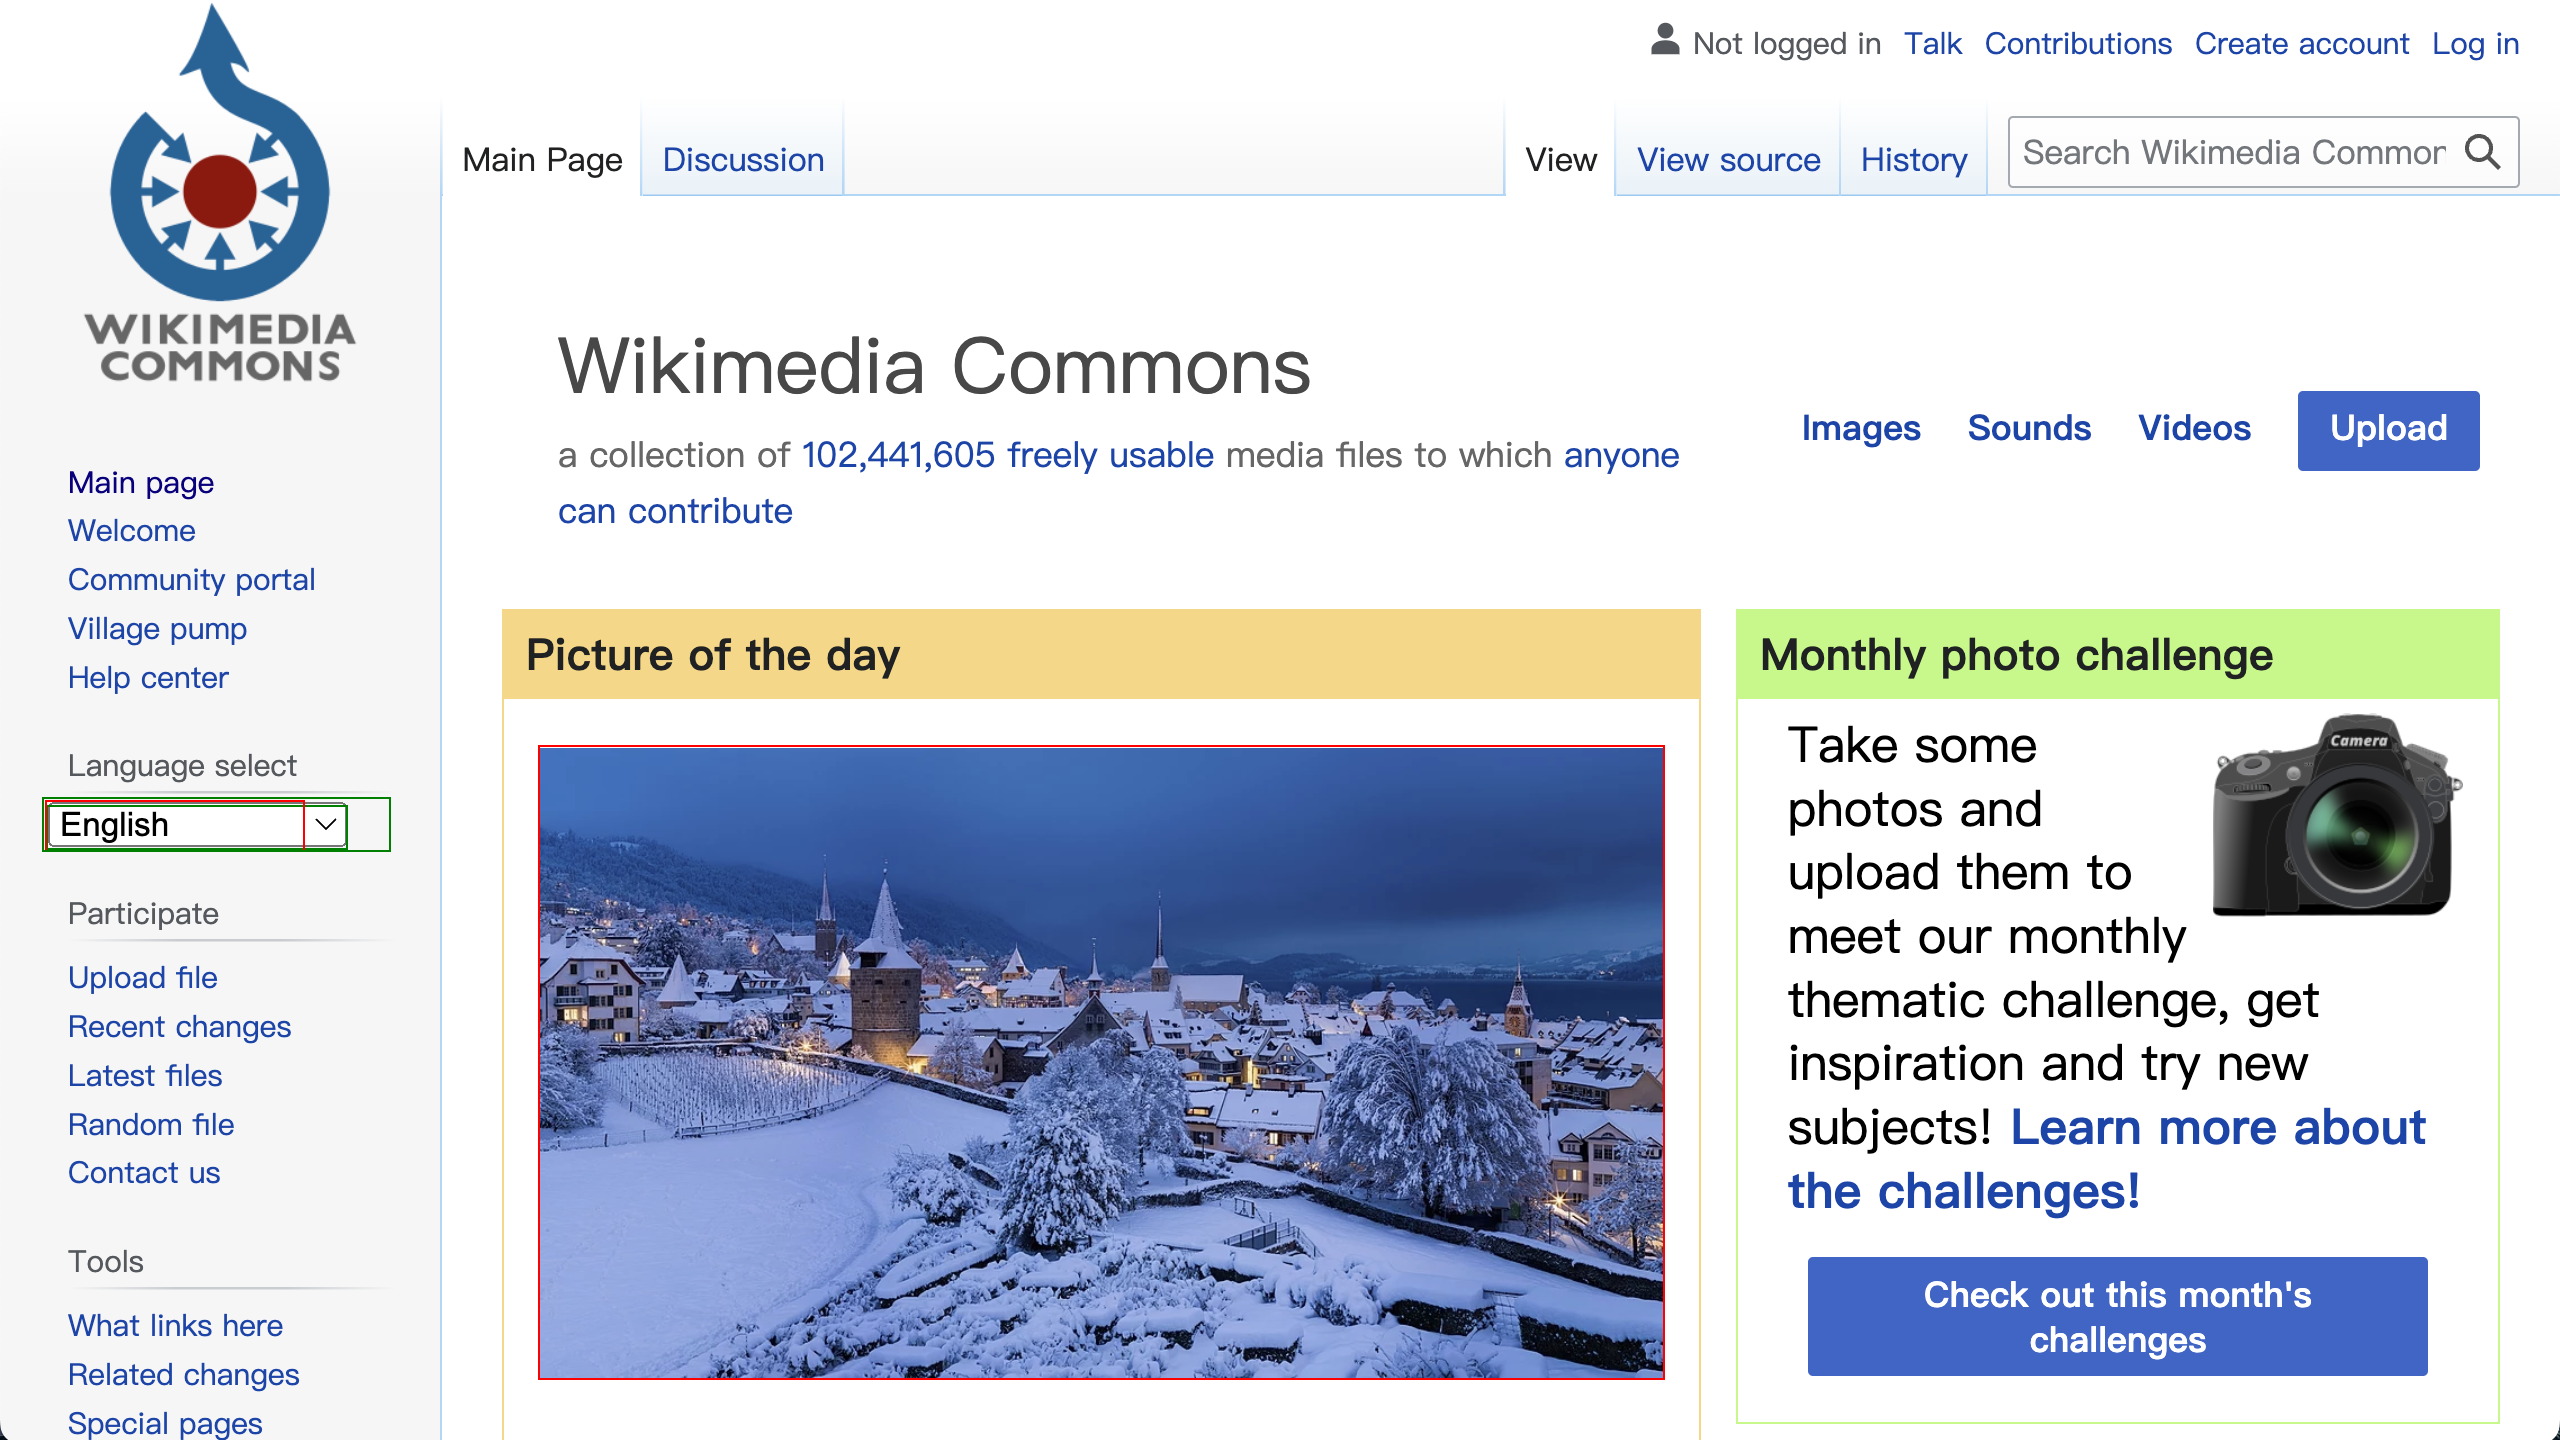 Not logged in Talk Contributions Create account Log in
Main Page Discussion View View source History Search Wikimedia Common
WIKIMEDIA
COMMONS
Main page
Welcome
Community portal
Village pump
Help center
Language select
English
Participate
Upload file
Recent changes
Latest files
Random file
Contact us
Tools
What links here
Related changes
Special pages
Wikimedia Commons
a collection of 102,441,605 freely usable media files to which anyone
can contribute
Images Sounds Videos Upload
Picture of the day
Monthly photo challenge
Camera
Take some
photos and
upload them to
meet our monthly
thematic challenge, get
inspiration and try new
subjects! Learn more about
the challenges!
Check out this month's
challenges